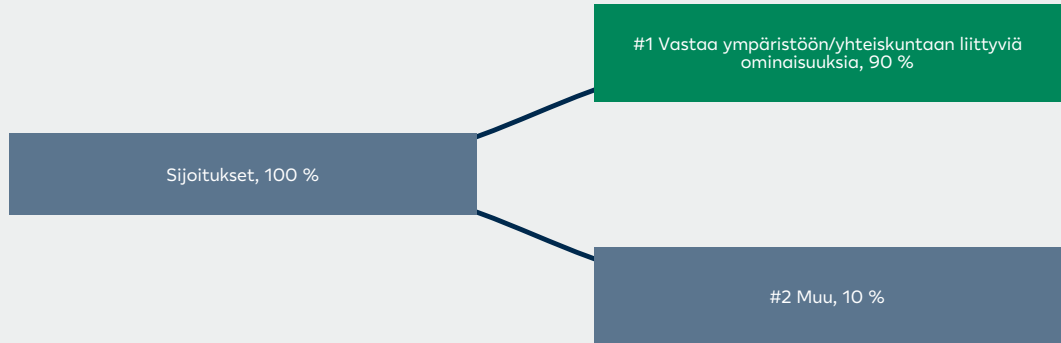 #1 Vastaa ympäristöön/yhteiskuntaan liittyviä
ominaisuuksia, 90 %
Sijoitukset, 100 %
#2 Muu, 10 %